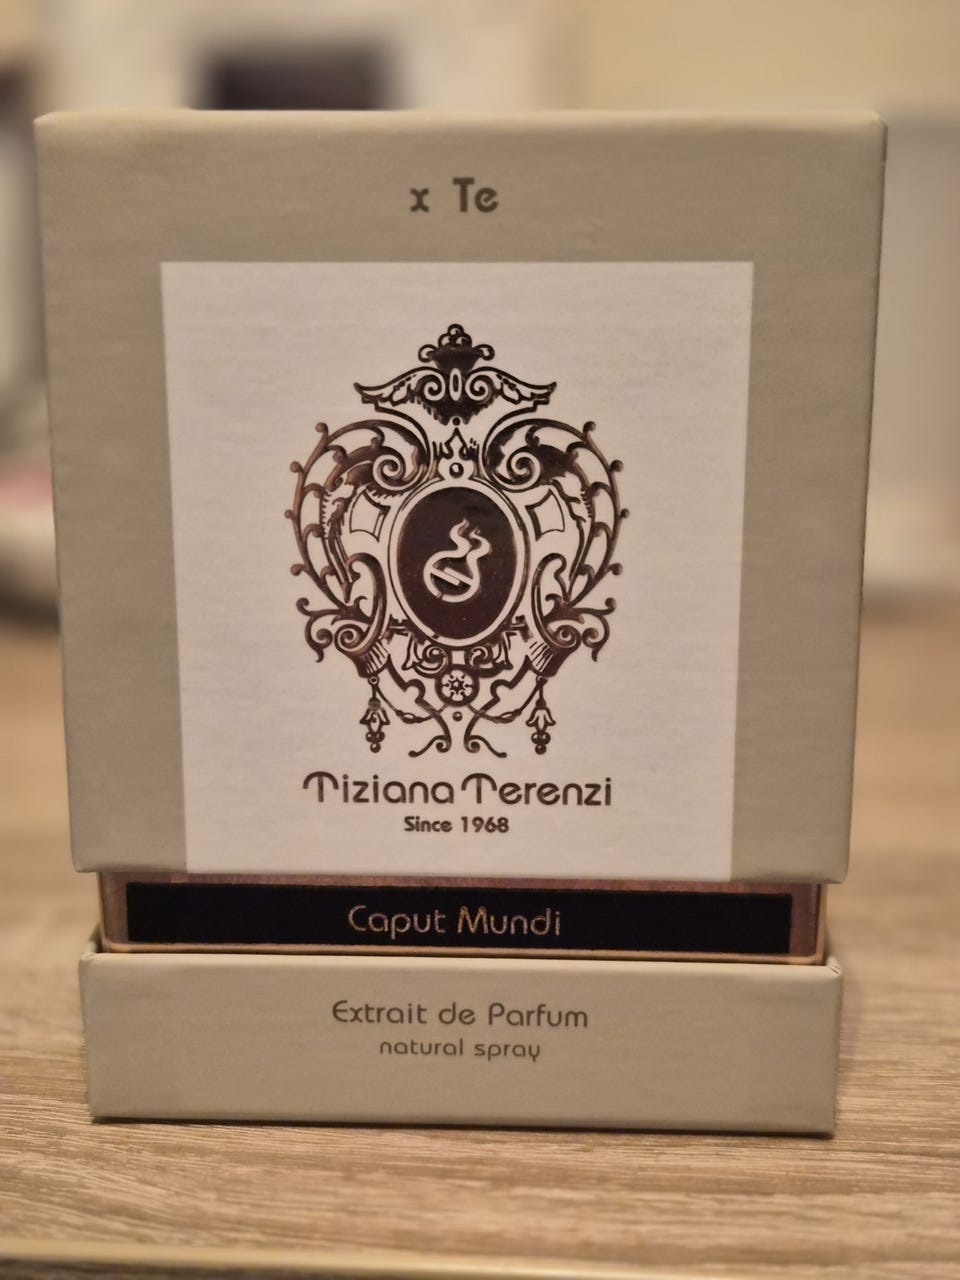 x Te
Tiziana Terenzi
Since 1968
Caput Mundi
Extrait de Parfum
natural spray